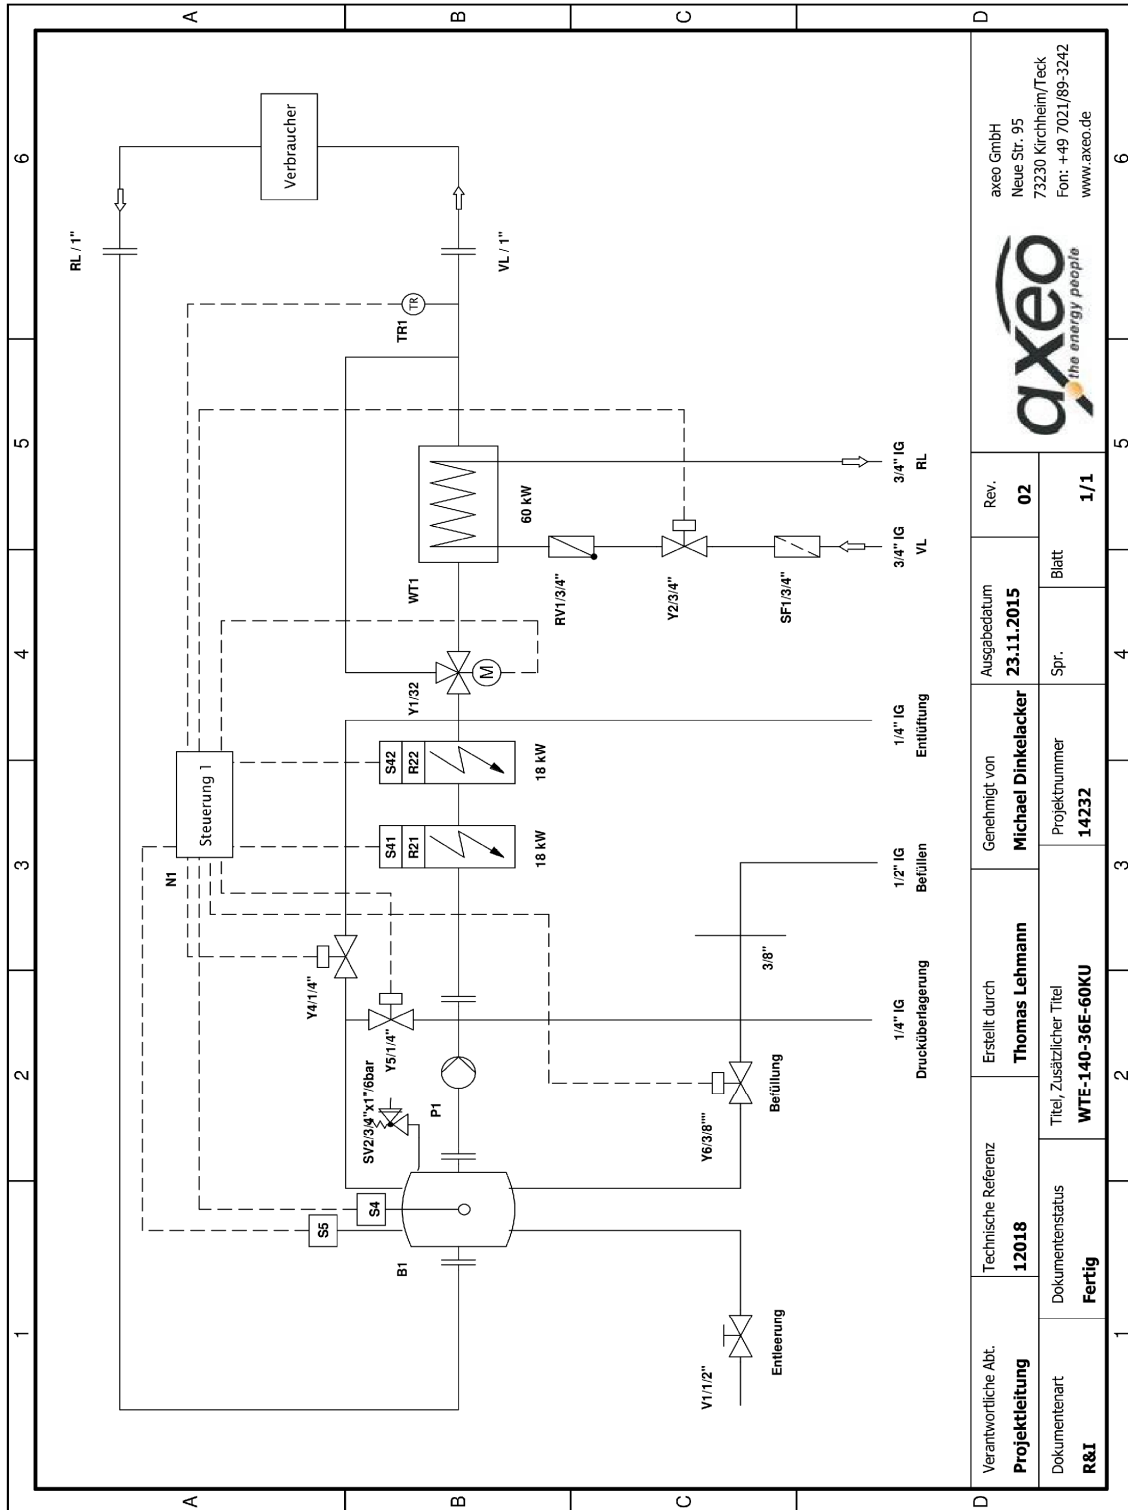 1
2
3
4
5
6
A
B
C
D
RL / 1"
Verbraucher
VL / 1"
TR1
TR
N1
Steuerung 1
S5
S4
B1
SV2/3/4"x1"/6bar
P1
Y4/1/4"
Y5/1/4"
S41
R21
18 kW
S42
R22
18 kW
Y1/32
M
WT1
60 kW
RV1/3/4"
Y2/3/4"
SF1/3/4"
3/4" IG
VL
3/4" IG
RL
1/4" IG
Entlüftung
1/2" IG
Befüllen
3/8"
1/4" IG
Drucküberlagerung
Y6/3/8""
Befüllung
V1/1/2"
Entleerung
Verantwortliche Abt.
Projektleitung
Technische Referenz
12018
Erstellt durch
Thomas Lehmann
Genehmigt von
Michael Dinkelacker
Ausgabedatum
23.11.2015
Rev.
02
Dokumentenart
R&I
Dokumentenstatus
Fertig
Titel, Zusätzlicher Titel
WTE-140-36E-60KU
Projektnummer
14232
Spr.
Blatt
1/1
axeo
the energy people
axeo GmbH
Neue Str. 95
73230 Kirchheim/Teck
Fon: +49 7021/89-3242
www.axeo.de
A
B
C
D
1
2
3
4
5
6